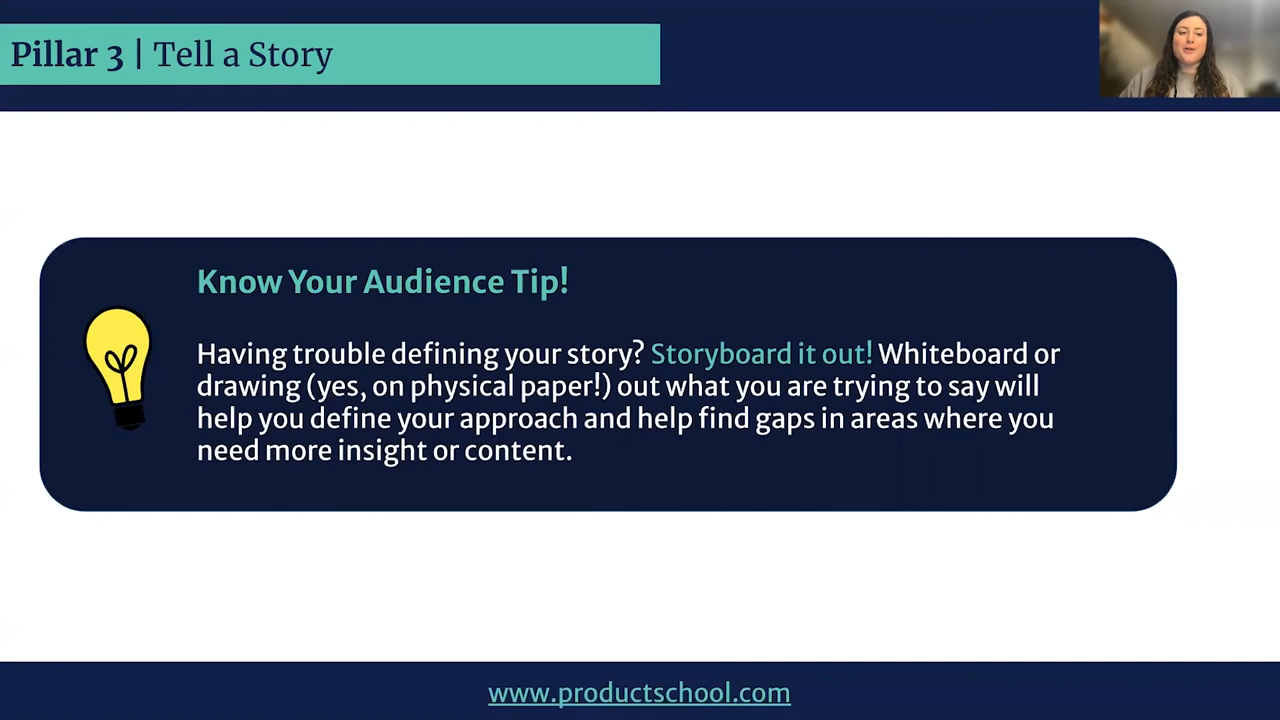 Pillar 3 | Tell a Story
Know Your Audience Tip!
Having trouble defining your story? Storyboard it out! Whiteboard or
drawing (yes, on physical paper!) out what you are trying to say will
help you define your approach and help find gaps in areas where you
need more insight or content.
www.productschool.com